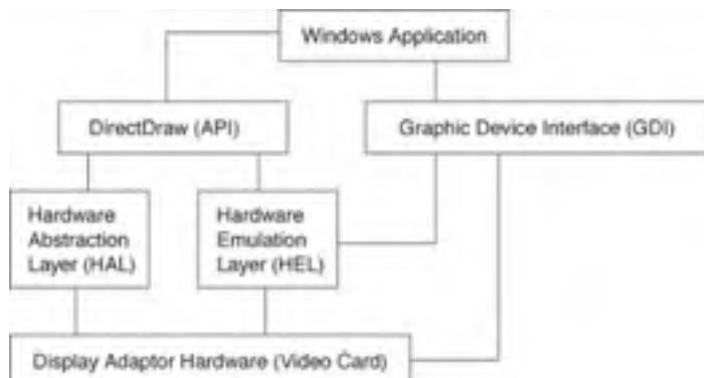 Windows Application
DirectDraw (API)
Graphic Device Interface (GDI)
Hardware
Abstraction
Layer (HAL)
Hardware
Emulation
Layer (HEL)
Display Adaptor Hardware (Video Card)